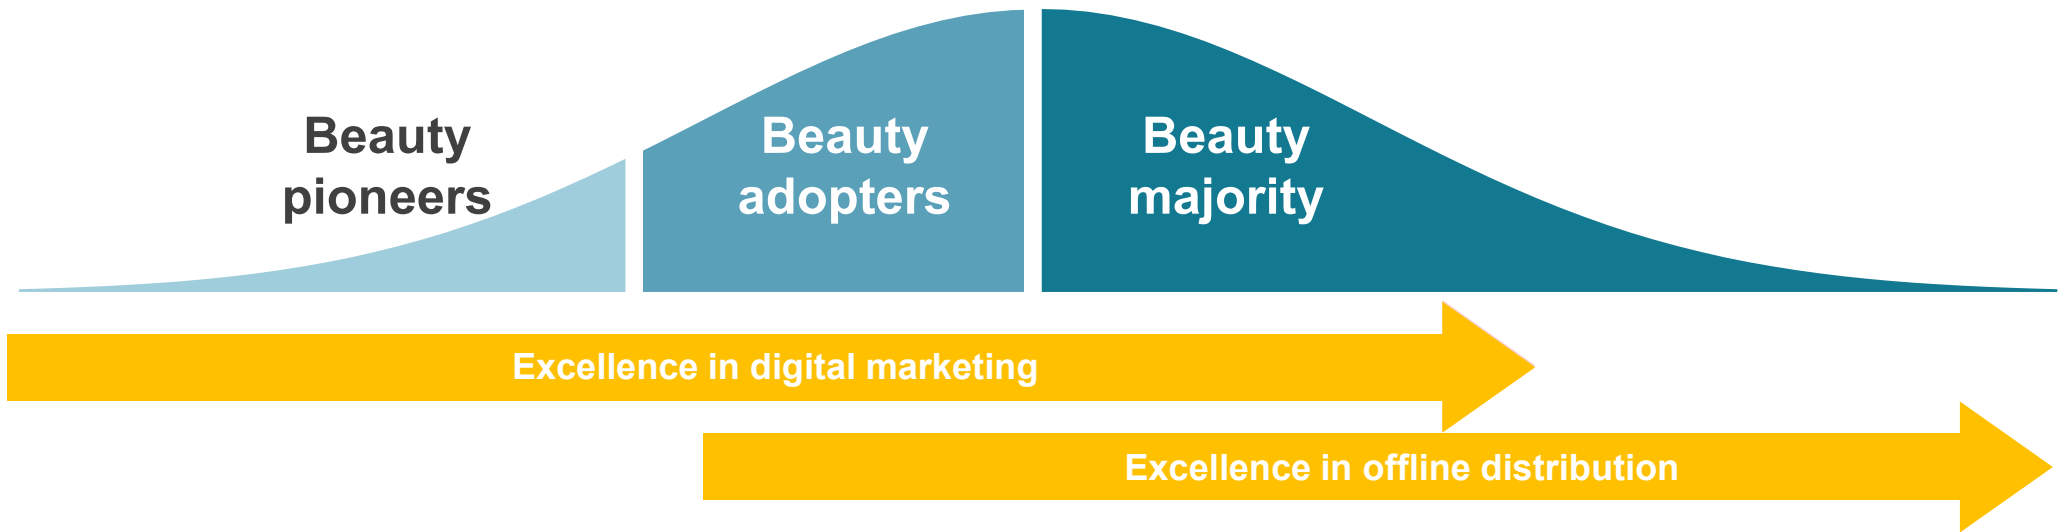 Beauty
pioneers
Beauty
adopters
Beauty
majority
Excellence in digital marketing
Excellence in offline distribution